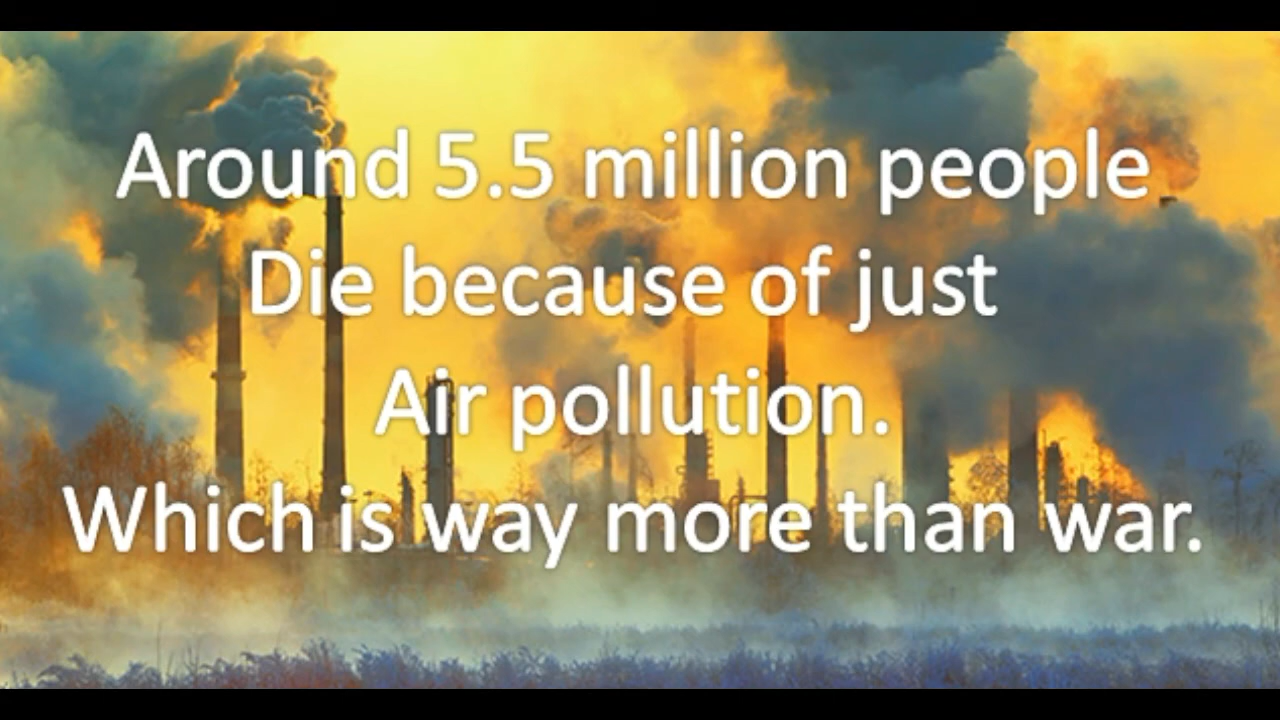 Around 5.5 million people
Die because of just
Air pollution.
Which is way more than war.